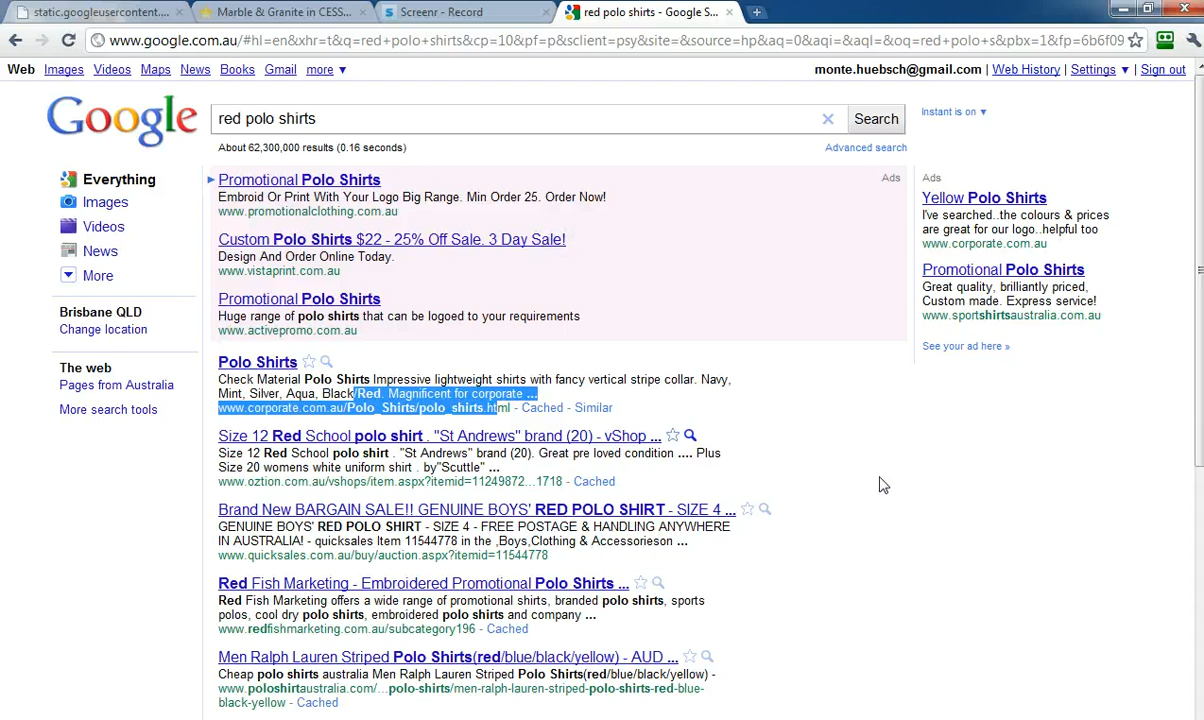 static.googleusercontent....
Marble & Granite in CESS...
Screenr - Record
red polo shirts - Google S...
www.google.com.au/#hl=en&xhr=t&q=red+polo+shirts&cp=10&pf=p&sclient=psy&site=&source=hp&aq=0&aqi=&aql=&oq=red+polo+s&pbx=1&fp=6b6f09
Web Images Videos Maps News Books Gmail more ▼
monte.huebsch@gmail.com | Web History | Settings ▼ | Sign out
Google
red polo shirts
Search
Instant is on ▼
About 62,300,000 results (0.16 seconds)
Advanced search
Everything
Images
Videos
News
More
Brisbane QLD
Change location
The web
Pages from Australia
More search tools
Ads
Promotional Polo Shirts
Embroid Or Print With Your Logo Big Range. Min Order 25. Order Now!
www.promotionalclothing.com.au
Custom Polo Shirts $22 - 25% Off Sale. 3 Day Sale!
Design And Order Online Today.
www.vistaprint.com.au
Promotional Polo Shirts
Huge range of polo shirts that can be logoed to your requirements
www.activepromo.com.au
Polo Shirts
Check Material Polo Shirts Impressive lightweight shirts with fancy vertical stripe collar. Navy,
Mint, Silver, Aqua, Black/Red. Magnificent for corporate ...
www.corporate.com.au/Polo_Shirts/polo_shirts.html - Cached - Similar
Size 12 Red School polo shirt . "St Andrews" brand (20) - vShop ...
Size 12 Red School polo shirt . "St Andrews" brand (20). Great pre loved condition .... Plus
Size 20 womens white uniform shirt . by"Scuttle" ...
www.oztion.com.au/vshops/item.aspx?itemid=11249872...1718 - Cached
Brand New BARGAIN SALE!! GENUINE BOYS' RED POLO SHIRT - SIZE 4 ...
GENUINE BOYS' RED POLO SHIRT - SIZE 4 - FREE POSTAGE & HANDLING ANYWHERE
IN AUSTRALIA! - quicksales Item 11544778 in the ,Boys,Clothing & Accessorieson ...
www.quicksales.com.au/buy/auction.aspx?itemid=11544778
Red Fish Marketing - Embroidered Promotional Polo Shirts ...
Red Fish Marketing offers a wide range of promotional shirts, branded polo shirts, sports
polos, cool dry polo shirts, embroidered polo shirts and company ...
www.redfishmarketing.com.au/subcategory196 - Cached
Men Ralph Lauren Striped Polo Shirts(red/blue/black/yellow) - AUD ...
Cheap polo shirts australia Men Ralph Lauren Striped Polo Shirts(red/blue/black/yellow) -
www.poloshirtaustralia.com/...polo-shirts/men-ralph-lauren-striped-polo-shirts-red-blue-
black-yellow - Cached
Ads
Yellow Polo Shirts
I've searched..the colours & prices
are great for our logo..helpful too
www.corporate.com.au
Promotional Polo Shirts
Great quality, brilliantly priced,
Custom made. Express service!
www.sportshirtsaustralia.com.au
See your ad here »